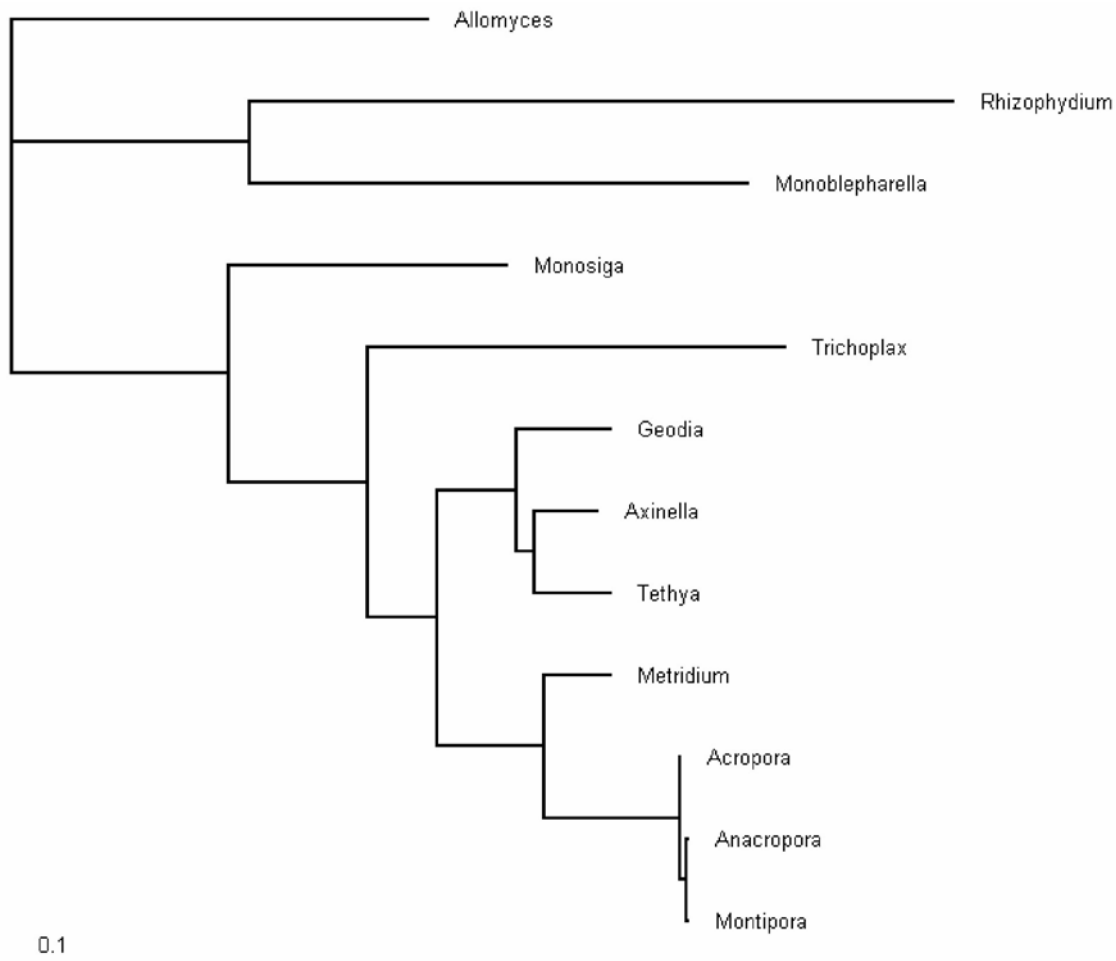 Allomyces
Rhizophydium
Monoblepharella
Monosiga
Trichoplax
Geodia
Axinella
Tethya
Metridium
Acropora
Anacropora
Montipora
0.1